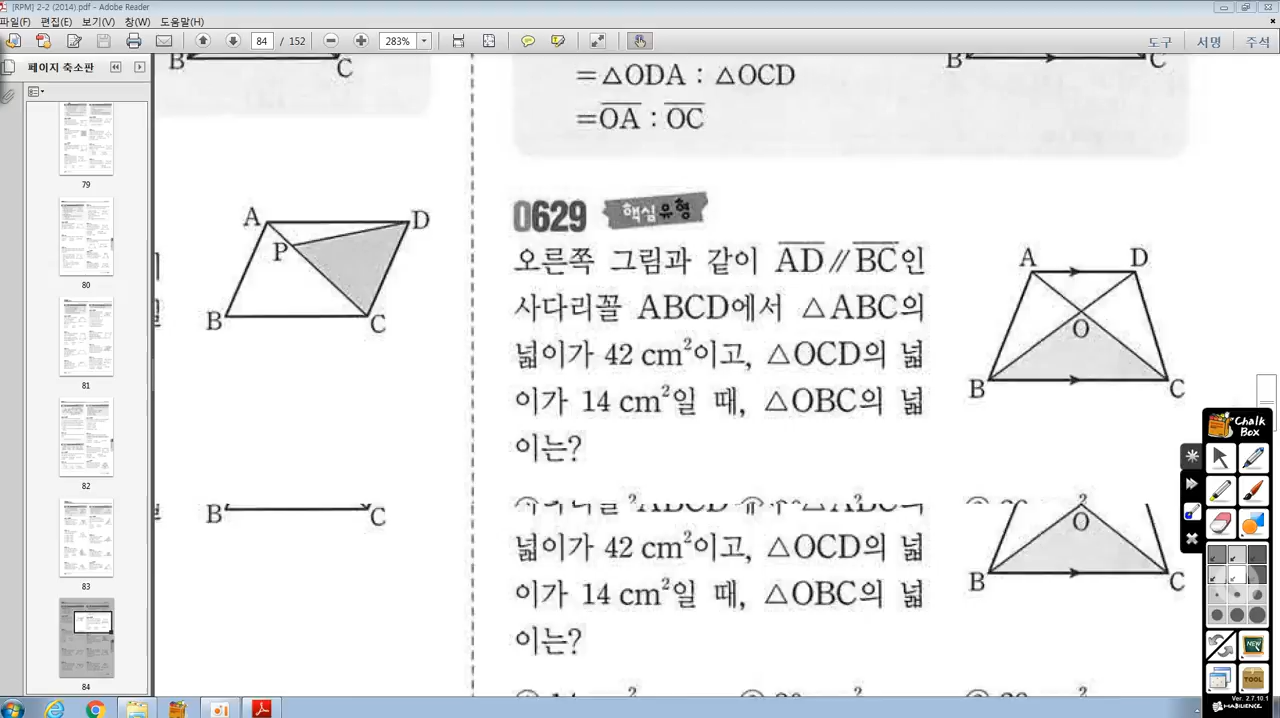 [RPM] 2-2 (2014).pdf - Adobe Reader
파일(F) 편집(E) 보기(V) 창(W) 도움말(H)
84 / 152
283%
도구
서명
주석
페이지 축소판
79
80
81
82
83
84
B
C
A
D
P
B
C
B
C
=△ODA : △OCD
=OA : OC
B
C
0629 핵심 유형
오른쪽 그림과 같이 AD∥BC인
사다리꼴 ABCD에서 △ABC의
넓이가 42 cm²이고, △OCD의 넓
이가 14 cm²일 때, △OBC의 넓
이는?
A
D
O
B
C
넓이가 42 cm²이고, △OCD의 넓
이가 14 cm²일 때, △OBC의 넓
이는?
O
B
C
Chalk
Box
NEW
TOOL
Ver. 2.7.10.1
MABILIENCE